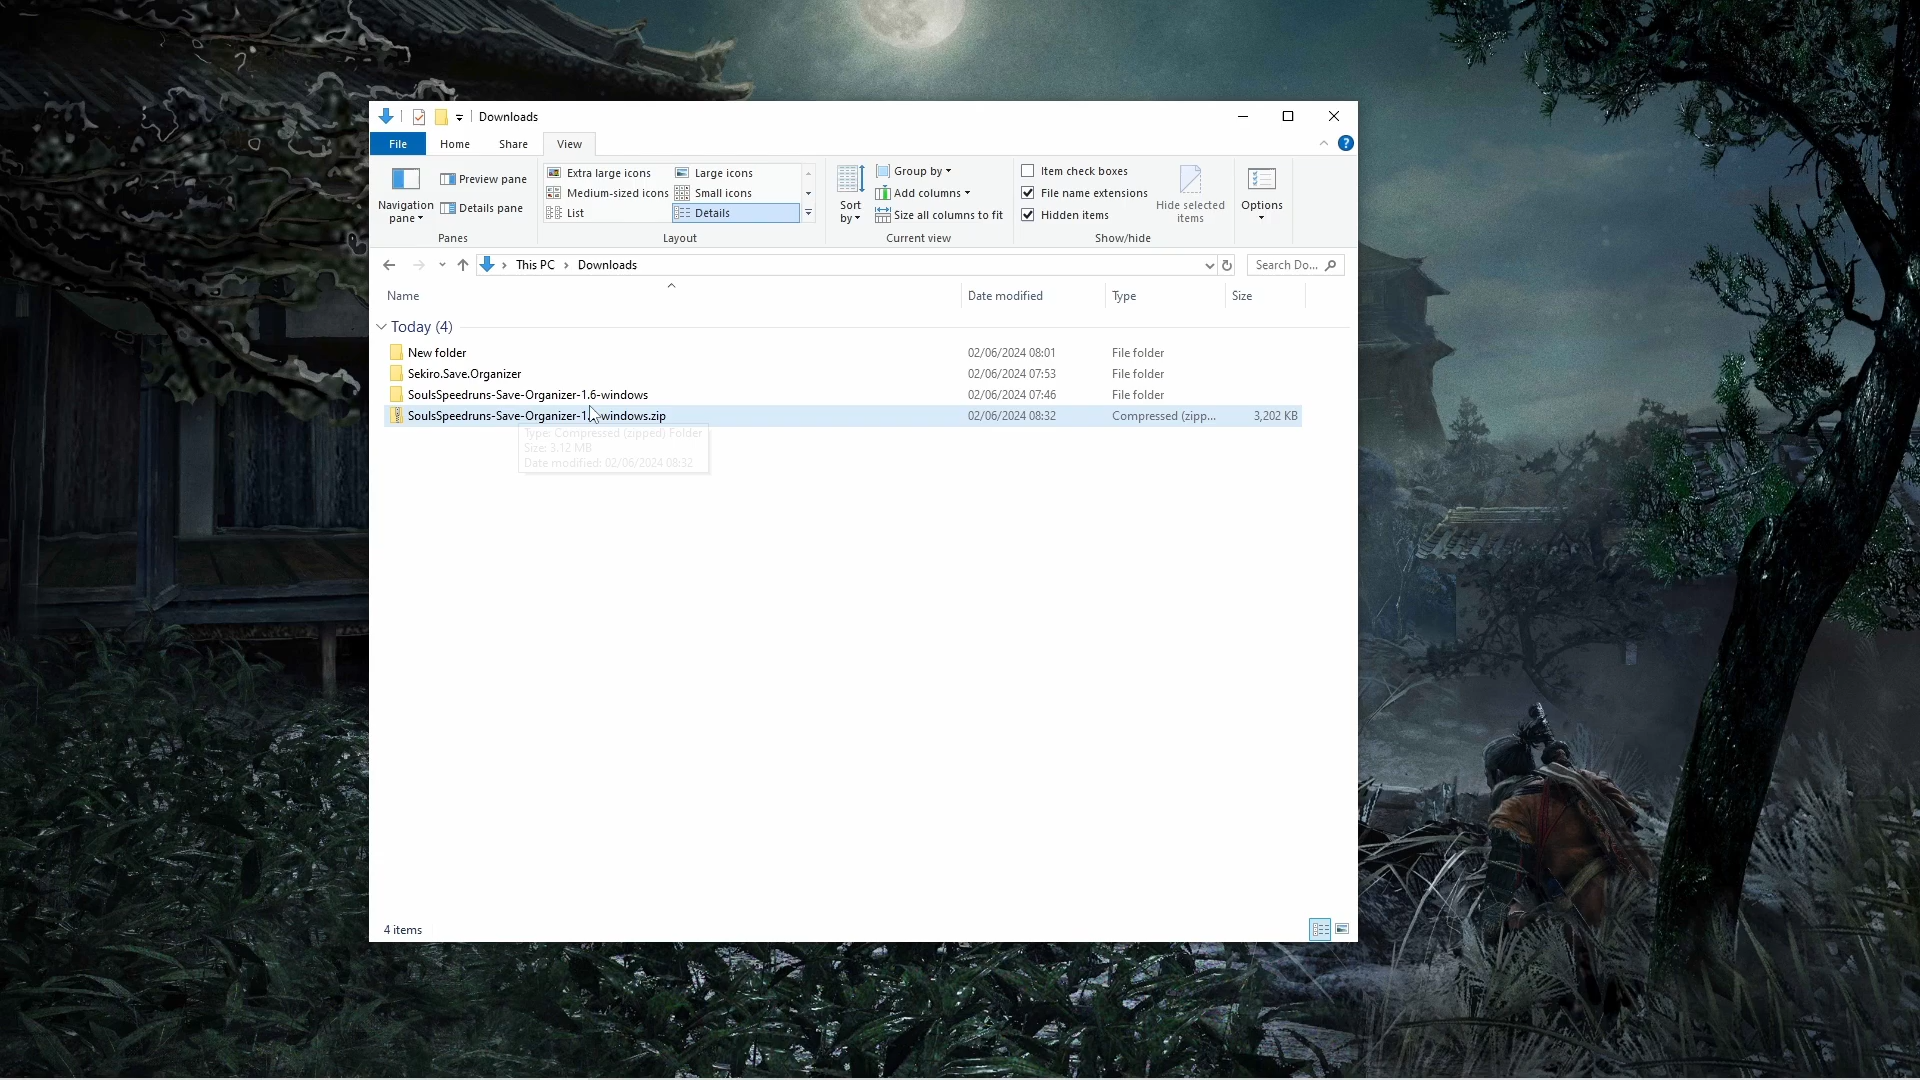 Downloads
File Home Share View
Navigation pane
Preview pane
Details pane
Panes
Extra large icons Large icons
Medium-sized icons Small icons
List Details
Layout
Sort by
Group by
Add columns
Size all columns to fit
Current view
Item check boxes
File name extensions
Hidden items
Hide selected items
Show/hide
Options
This PC Downloads
Search Do...
Name Date modified Type Size
Today (4)
New folder 02/06/2024 08:01 File folder
Sekiro.Save.Organizer 02/06/2024 07:53 File folder
SoulsSpeedruns-Save-Organizer-1.6-windows 02/06/2024 07:46 File folder
SoulsSpeedruns-Save-Organizer-1. windows.zip 02/06/2024 08:32 Compressed (zipp... 3,202 KB
Type: Compressed (zipped) Folder
Size: 3.12 MB
Date modified: 02/06/2024 08:32
4 items